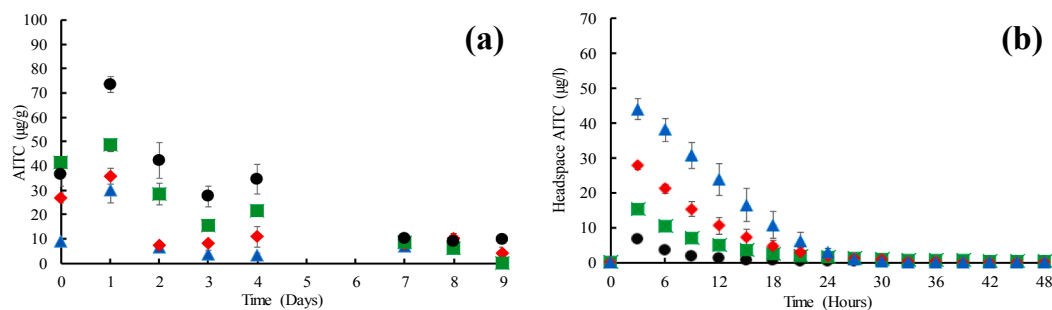 100
90
80
70
60
50
40
30
20
10
0
AITC (µg/g)
0 1 2 3 4 7 8 9
Time (Days)
(a)
70
60
50
40
30
20
10
0
Headspace AITC (µg/l)
0 6 12 18 24 30 36 42 48
Time (Hours)
(b)